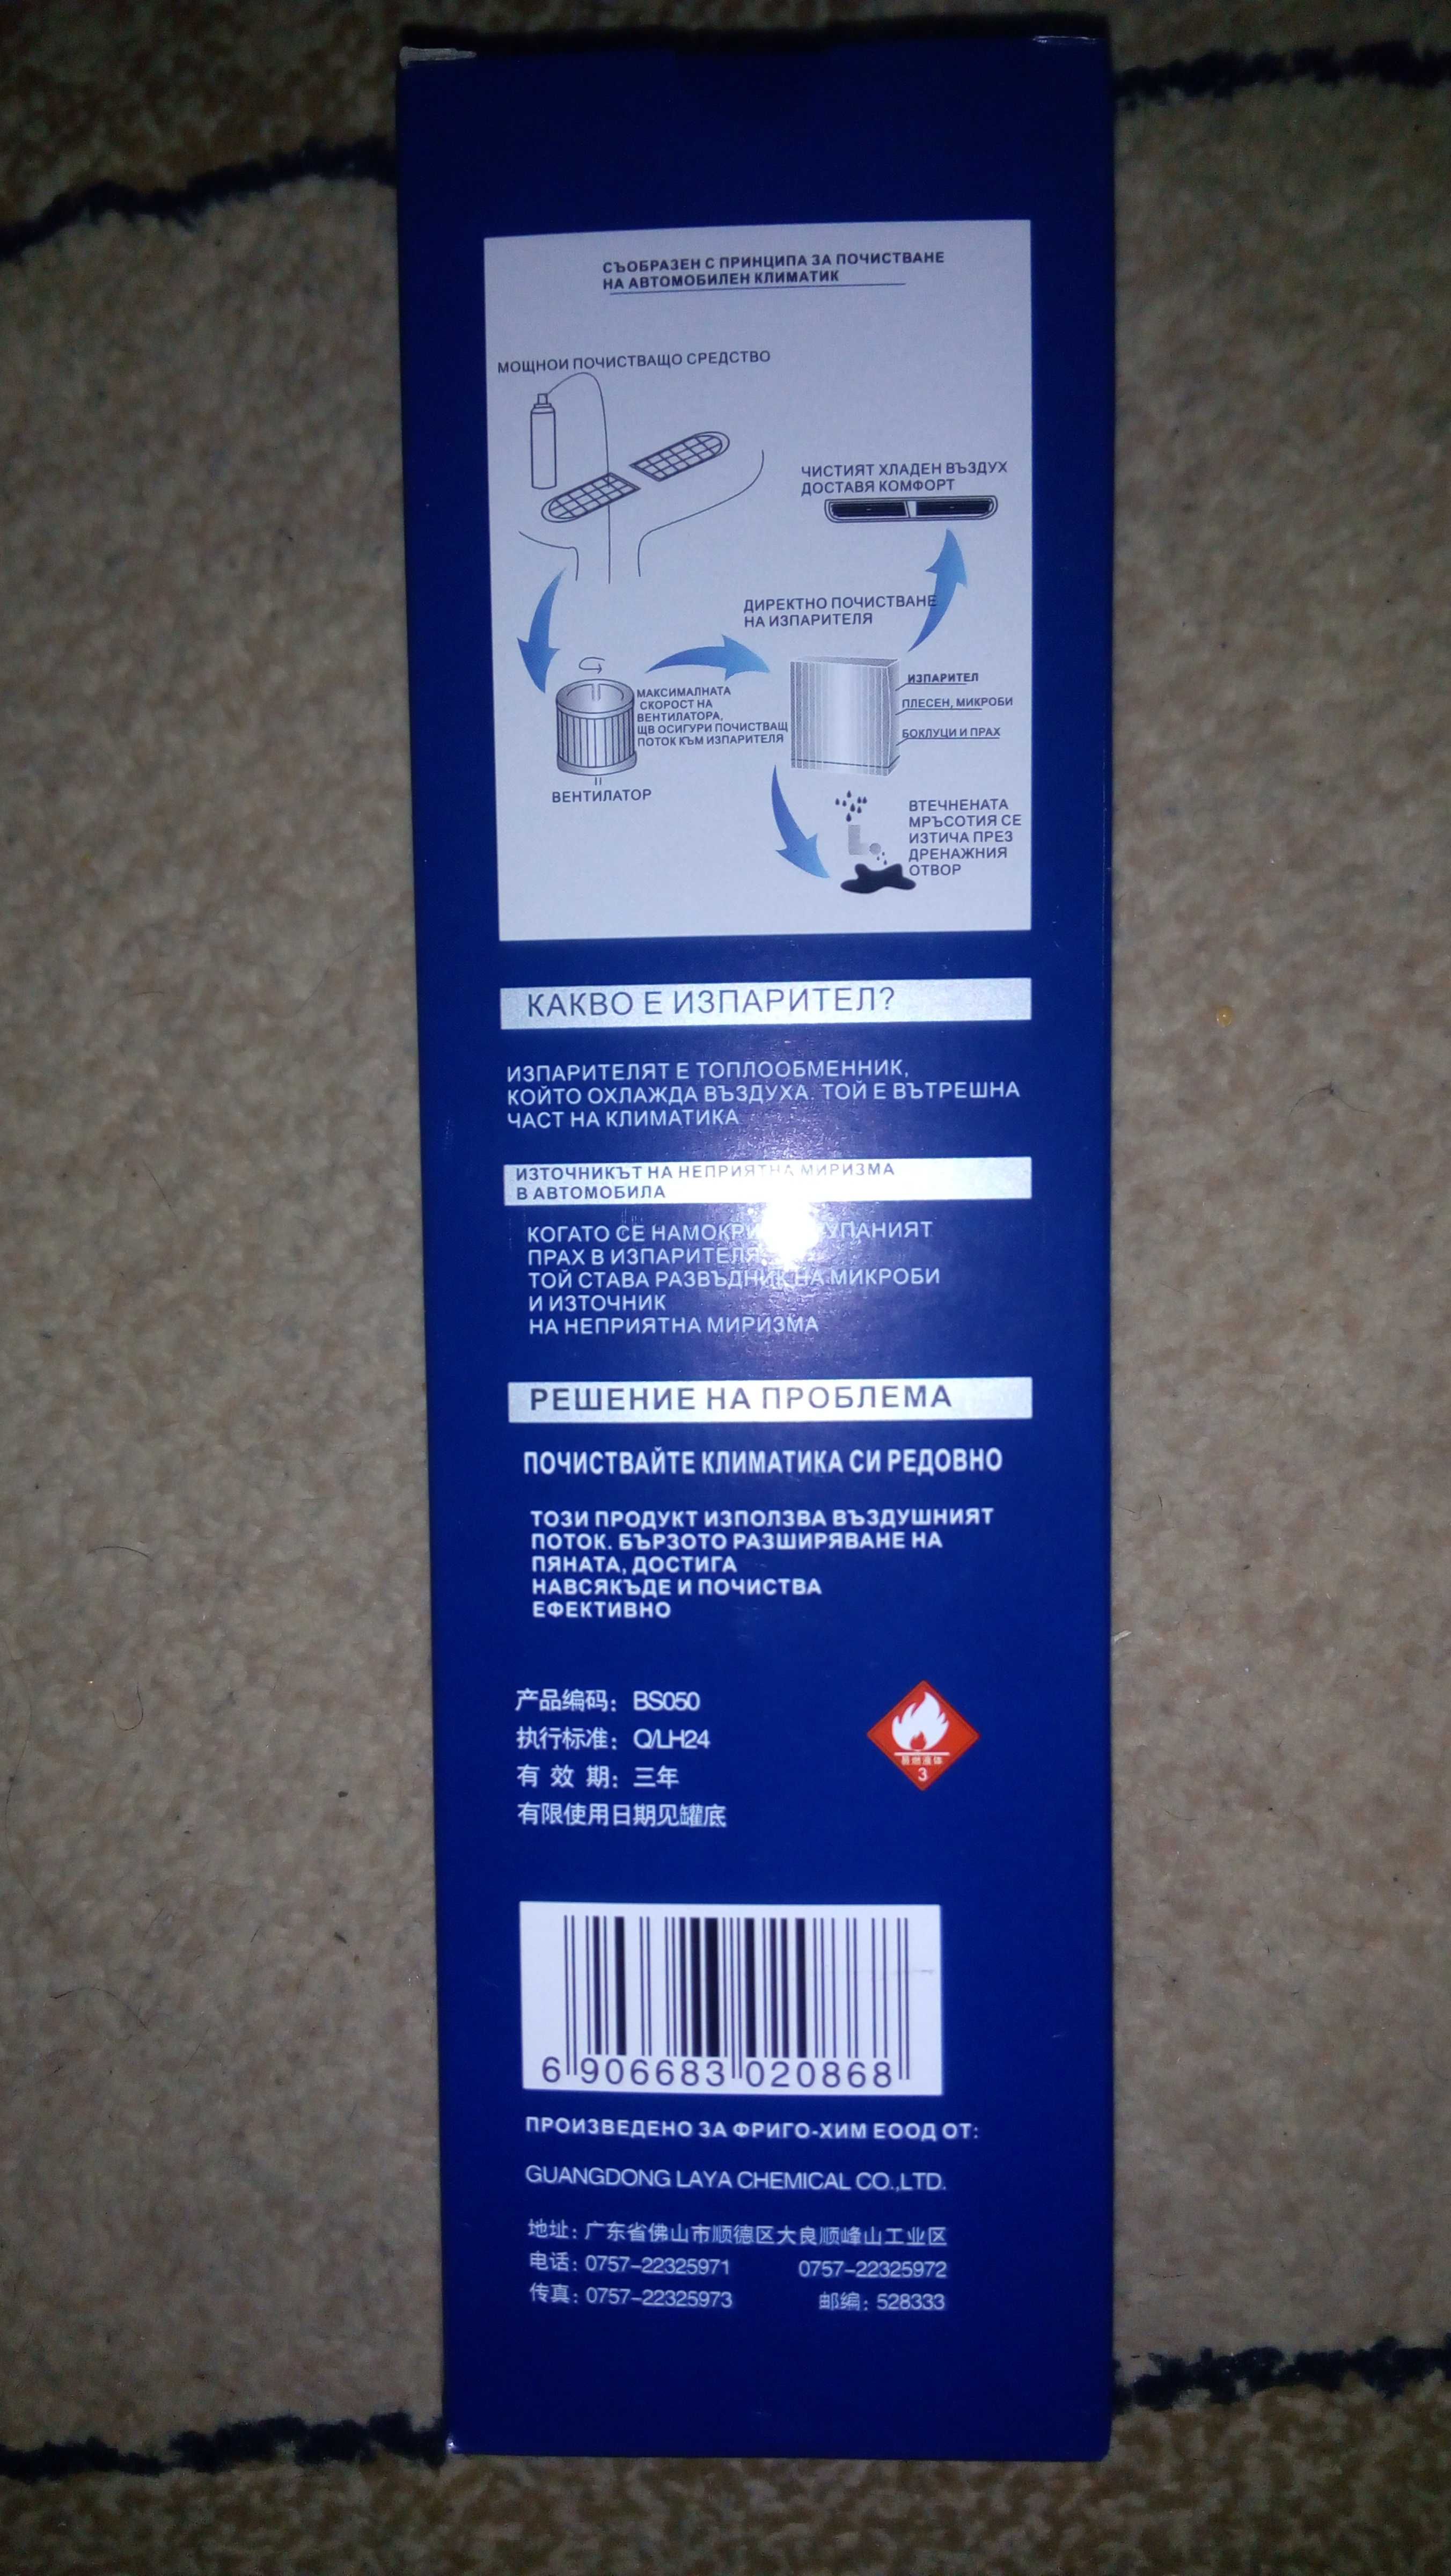 СЪОБРАЗЕН С ПРИНЦИПА ЗА ПОЧИСТВАНЕ
НА АВТОМОБИЛЕН КЛИМАТИК
МОЩНОИ ПОЧИСТВАЩО СРЕДСТВО
ЧИСТИЯТ ХЛАДЕН ВЪЗДУХ
ДОСТАВЯ КОМФОРТ
ДИРЕКТНО ПОЧИСТВАНЕ
НА ИЗПАРИТЕЛЯ
МАКСИМАЛНАТА
СКОРОСТ НА
ВЕНТИЛАТОРА,
ЩВ ОСИГУРИ ПОЧИСТВАЩ
ПОТОК КЪМ ИЗПАРИТЕЛЯ
ВЕНТИЛАТОР
ИЗПАРИТЕЛ
ПЛЕСЕН, МИКРОБИ
БОКЛУЦИ И ПРАХ
ВТЕЧНЕНАТА
МРЪСОТИЯ СЕ
ИЗТИЧА ПРЕЗ
ДРЕНАЖНИЯ
ОТВОР
КАКВО Е ИЗПАРИТЕЛ?
ИЗПАРИТЕЛЯТ Е ТОПЛООБМЕННИК,
КОЙТО ОХЛАЖДА ВЪЗДУХА. ТОЙ Е ВЪТРЕШНА
ЧАСТ НА КЛИМАТИКА
ИЗТОЧНИКЪТ НА НЕПРИЯТНА МИРИЗМА
В АВТОМОБИЛА
КОГАТО СЕ
ПРАХ В ИЗПАРИТЕЛЯ
ТОЙ СТАВА РАЗВЪДНИК НА МИКРОБИ
И ИЗТОЧНИК
НА НЕПРИЯТНА МИРИЗМА
РЕШЕНИЕ НА ПРОБЛЕМА
ПОЧИСТВАЙТЕ КЛИМАТИКА СИ РЕДОВНО
ТОЗИ ПРОДУКТ ИЗПОЛЗВА ВЪЗДУШНИЯТ
ПОТОК. БЪРЗОТО РАЗШИРЯВАНЕ НА
ПЯНАТА, ДОСТИГА
НАВСЯКЪДЕ И ПОЧИСТВА
ЕФЕКТИВНО
产品编码：BS050
执行标准：Q/LH24
有 效 期：三年
有限使用日期见罐底
易燃液体
3
6 906683 020868
ПРОИЗВЕДЕНО ЗА ФРИГО-ХИМ ЕООД ОТ:
GUANGDONG LAYA CHEMICAL CO.,LTD.
地址：广东省佛山市顺德区大良顺峰山工业区
电话：0757-22325971 0757-22325972
传真：0757-22325973 邮编：528333